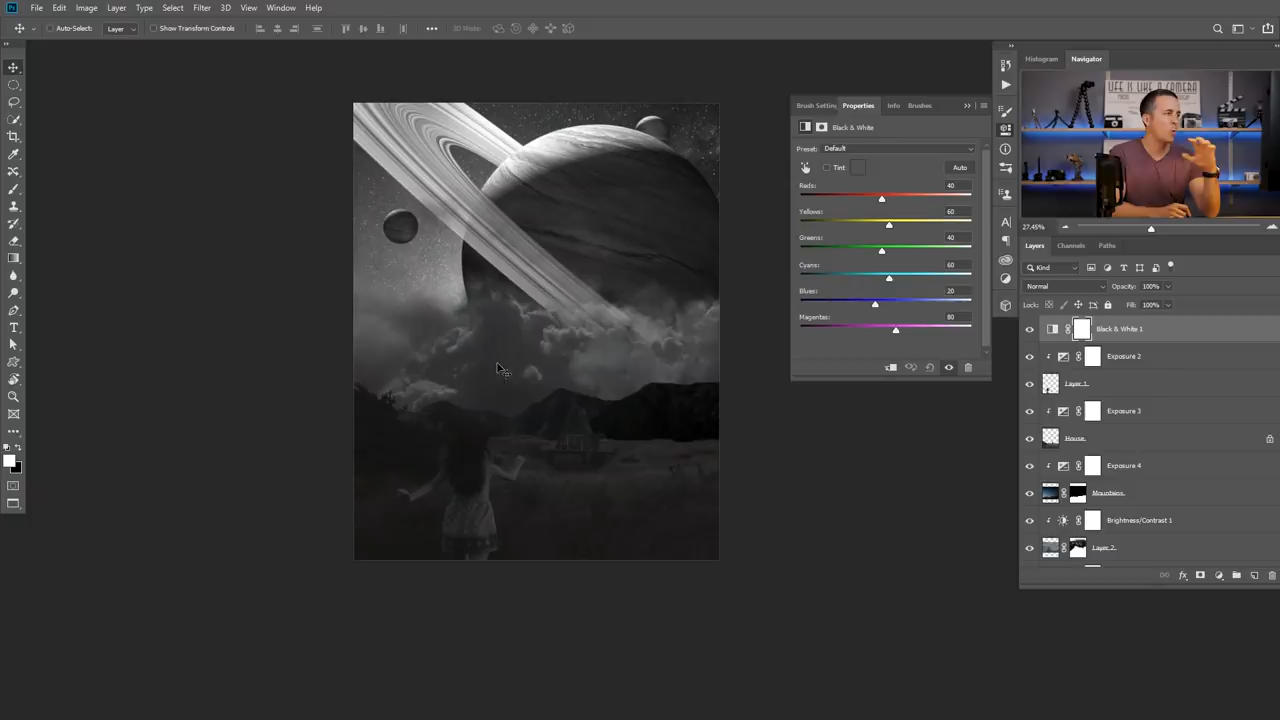 Ps File Edit Image Layer Type Select Filter 3D View Window Help
Auto-Select: Layer Show Transform Controls 3D Mode:
Histogram Navigator
LIFE IS LIKE A CAMERA
Brush Settin Properties Info Brushes
Black & White
Preset: Default
Tint Auto
Reds: 40
Yellows: 60
Greens: 40
Cyans: 60
Blues: 20
Magentas: 80
27.45%
Layers Channels Paths
Kind
Normal Opacity: 100%
Lock: Fill: 100%
Black & White 1
Exposure 2
Layer 1
Exposure 3
House
Exposure 4
Mountains
Brightness/Contrast 1
Layer 2